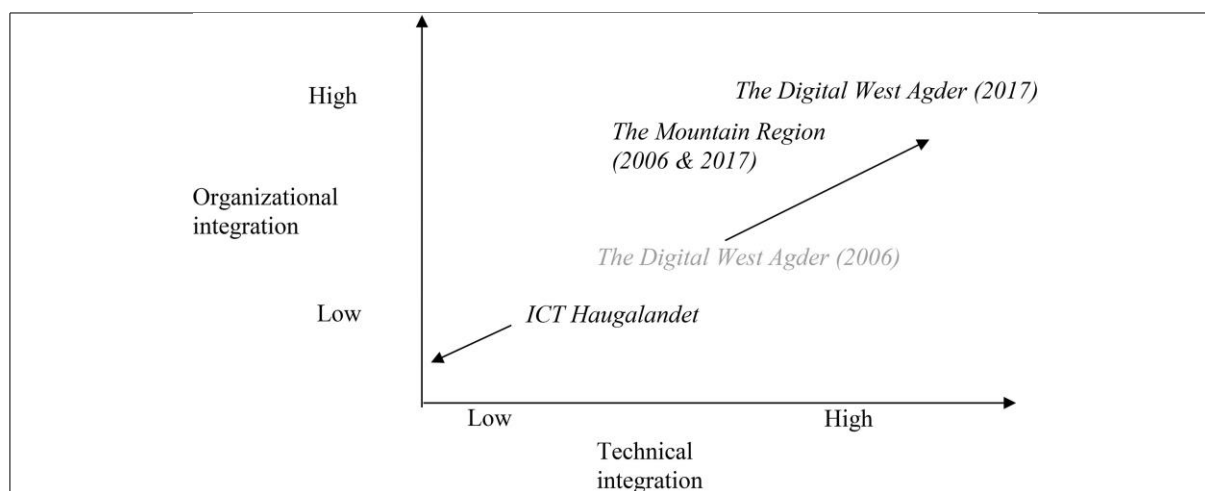 The Digital West Agder (2017)
High
The Mountain Region
(2006 & 2017)
Organizational
integration
The Digital West Agder (2006)
Low
ICT Haugalandet
Low
High
Technical
integration